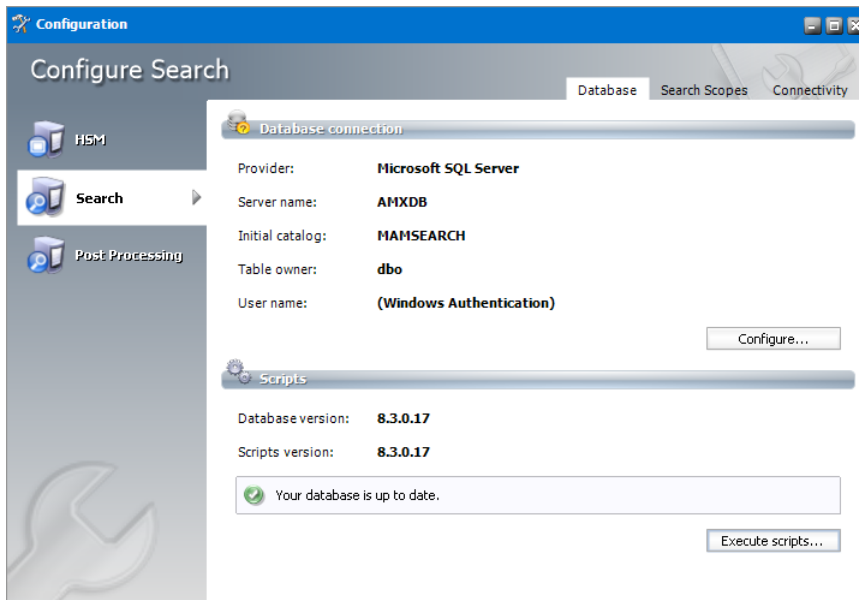 Configuration
Configure Search
Database Search Scopes Connectivity
HSM
Search
Post Processing
Database connection
Provider: Microsoft SQL Server
Server name: AMXDB
Initial catalog: MAMSEARCH
Table owner: dbo
User name: (Windows Authentication)
Configure...
Scripts
Database version: 8.3.0.17
Scripts version: 8.3.0.17
Your database is up to date.
Execute scripts...